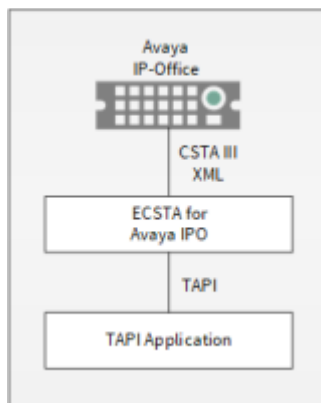 Avaya
IP-Office
CSTA III
XML
ECSTA for
Avaya IPO
TAPI
TAPI Application